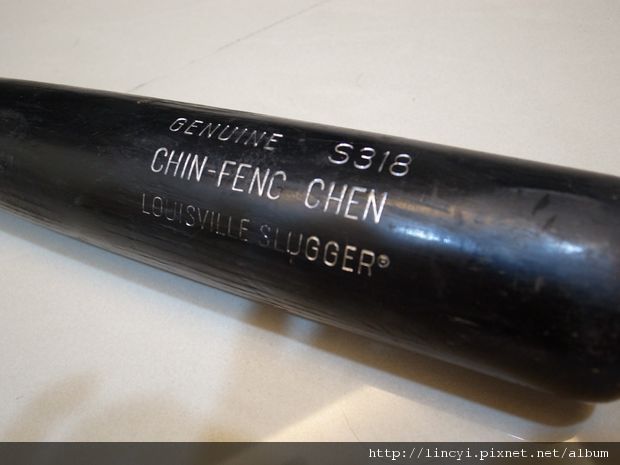 GENUINE S318
CHIN-FENG CHEN
LOUISVILLE SLUGGER®
http://lincyi.pixnet.net/album